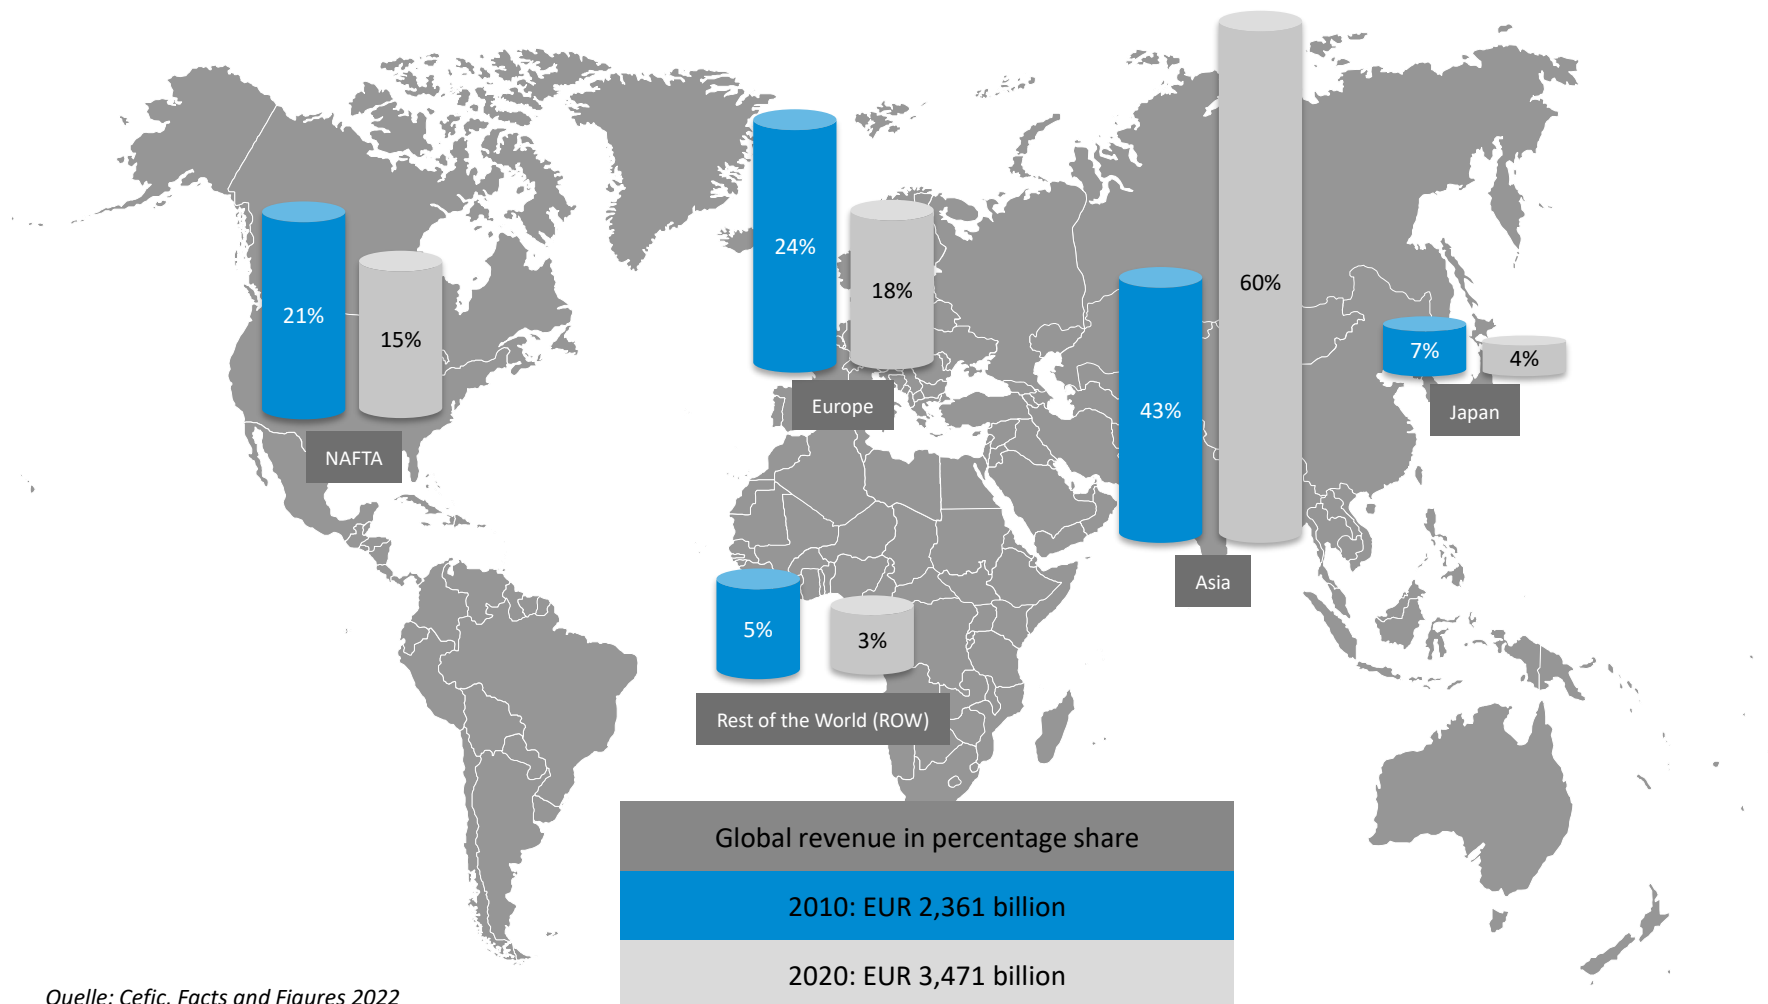 24%
60%
21%
18%
15%
7%
4%
Europe
43%
Japan
NAFTA
Asia
5%
3%
Rest of the World (ROW)
Global revenue in percentage share
2010: EUR 2,361 billion
2020: EUR 3,471 billion
Quelle: Cefic, Facts and Figures 2022